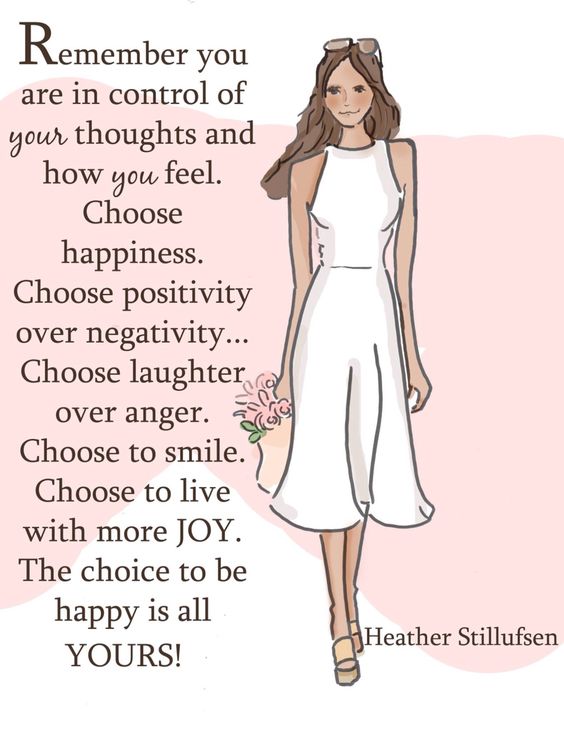 Remember you
are in control of
your thoughts and
how you feel.
Choose
happiness.
Choose positivity
over negativity...
Choose laughter
over anger.
Choose to smile.
Choose to live
with more JOY.
The choice to be
happy is all
YOURS!
Heather Stillufsen